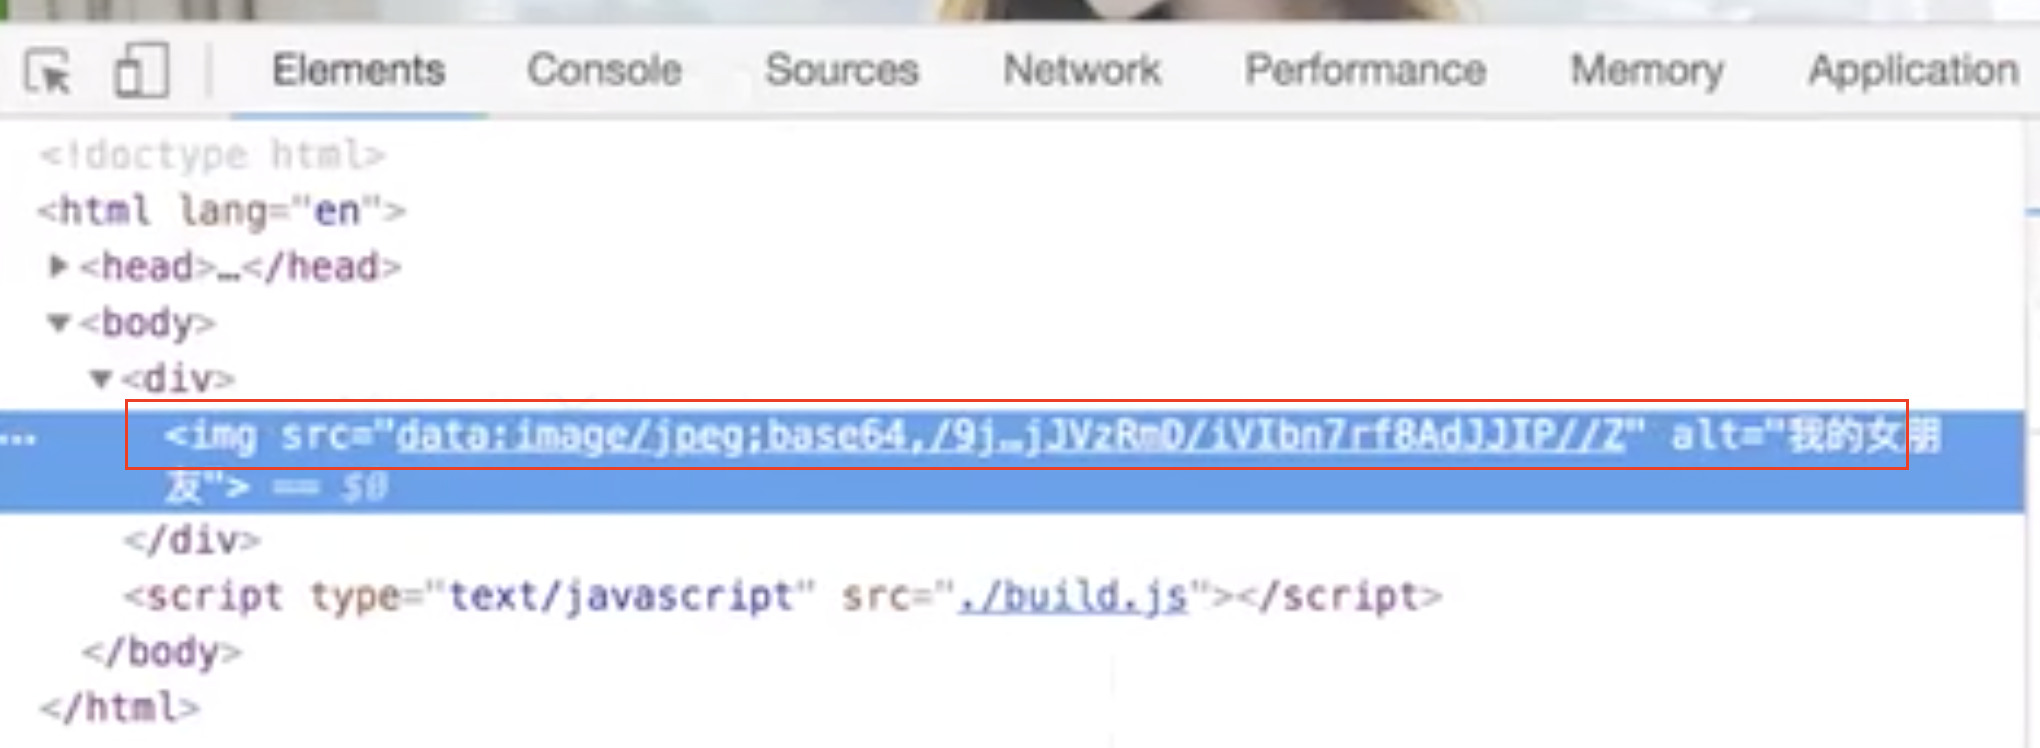 Elements Console Sources Network Performance Memory Application
<!doctype html>
<html lang="en">
<head>…</head>
<body>
<div>
<img src="data:image/jpeg;base64,/9j…jJVzRmD/iVIbn7rf8AdJJIP//Z" alt="我的女朋
友"> == $0
</div>
<script type="text/javascript" src="./build.js"></script>
</body>
</html>